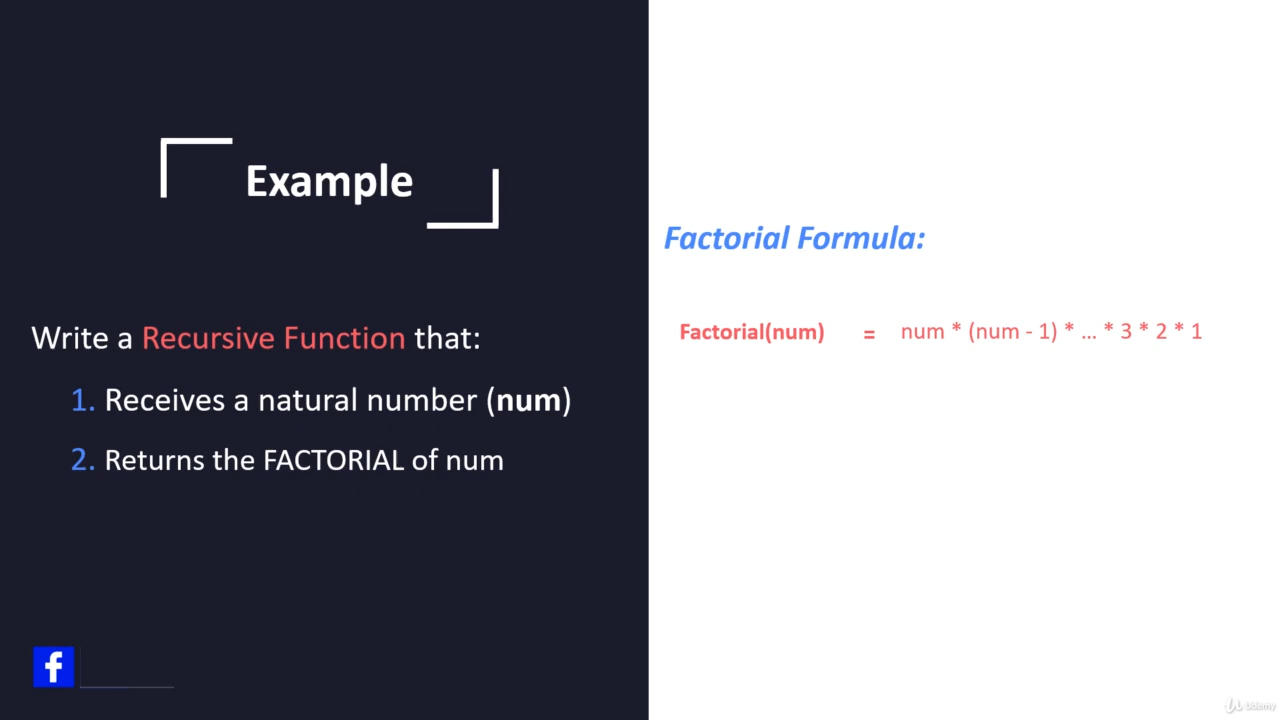 Example
Write a Recursive Function that:
1. Receives a natural number (num)
2. Returns the FACTORIAL of num
f
Factorial Formula:
Factorial(num) = num * (num - 1) * ... * 3 * 2 * 1
Udemy